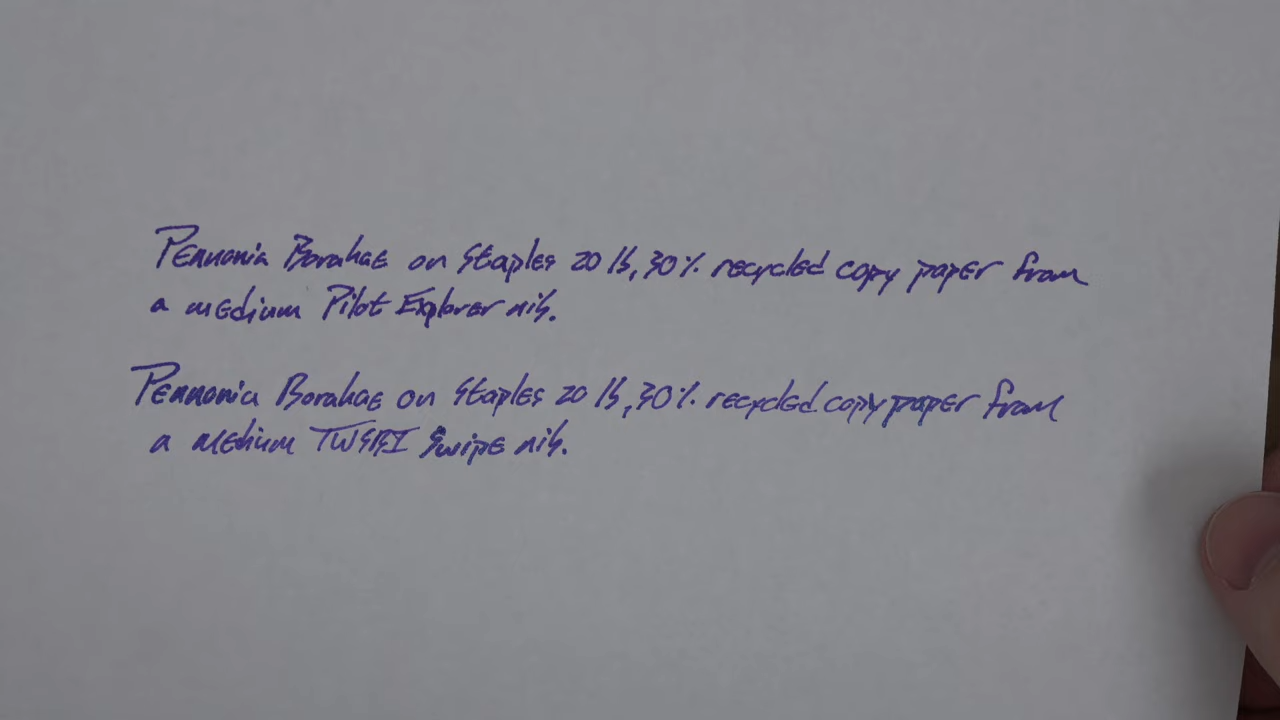 Pennonia Borahae on Staples 20 lb, 30% recycled copy paper from
a medium Pilot Explorer nib.
Pennonia Borahae on Staples 20 lb, 30% recycled copy paper from
a medium TWSBI Swipe nib.